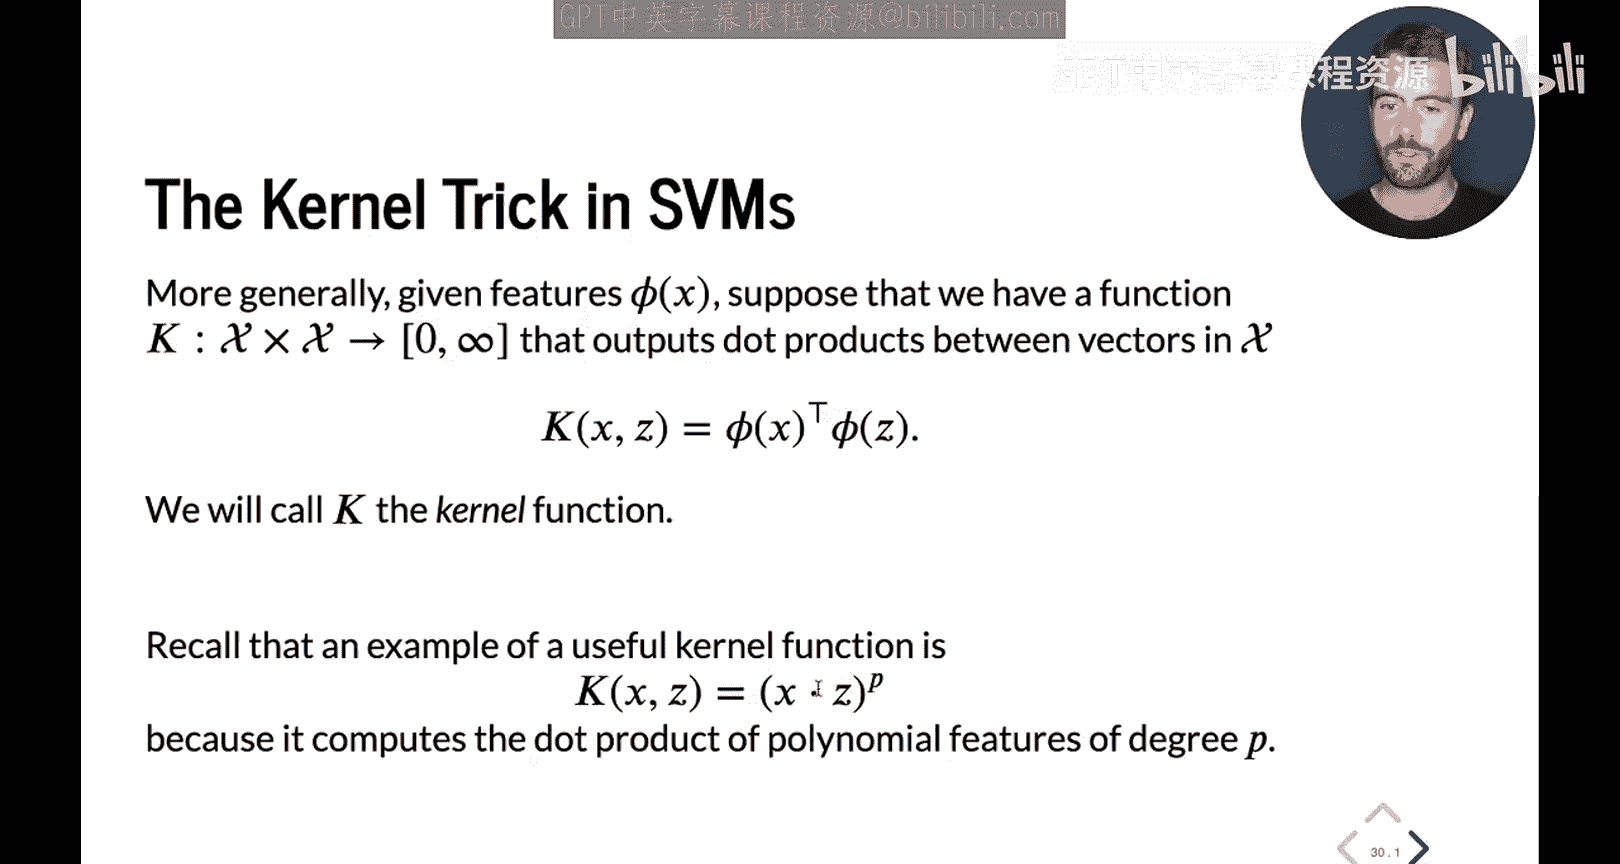 GPT中英字幕课程资源@bilibili.com
程资源 bilibili
The Kernel Trick in SVMs
More generally, given features ϕ(x), suppose that we have a function
K : 𝒳 × 𝒳 → [0, ∞] that outputs dot products between vectors in 𝒳
K(x, z) = ϕ(x)⊤ϕ(z).
We will call K the kernel function.
Recall that an example of a useful kernel function is
K(x, z) = (x · z)ᵖ
because it computes the dot product of polynomial features of degree p.
30.1